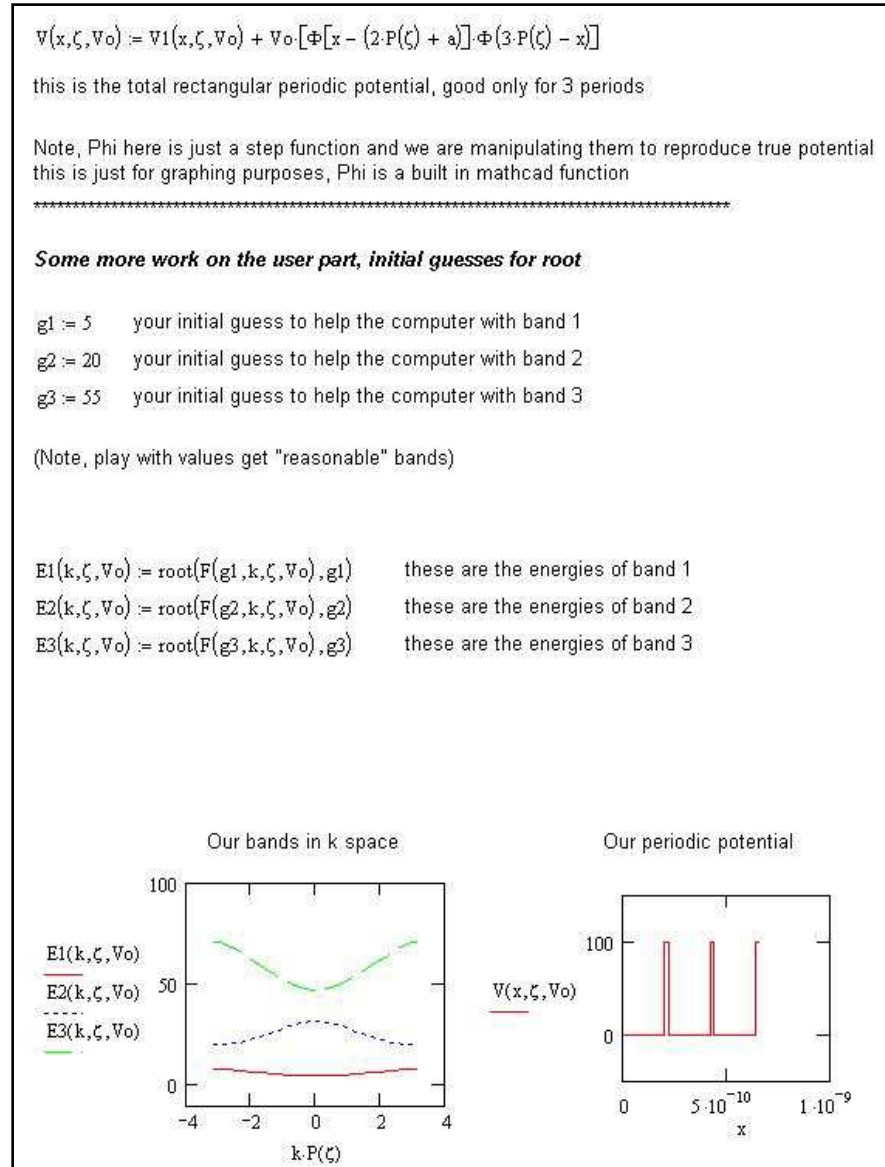 V(x,ζ,Vo) := V1(x,ζ,Vo) + Vo·[Φ[x − (2·P(ζ) + a)]·Φ(3·P(ζ) − x)]
this is the total rectangular periodic potential, good only for 3 periods
Note, Phi here is just a step function and we are manipulating them to reproduce true potential
this is just for graphing purposes, Phi is a built in mathcad function
******************************************************************************************
Some more work on the user part, initial guesses for root
g1 := 5 your initial guess to help the computer with band 1
g2 := 20 your initial guess to help the computer with band 2
g3 := 55 your initial guess to help the computer with band 3
(Note, play with values get "reasonable" bands)
E1(k,ζ,Vo) := root(F(g1,k,ζ,Vo),g1) these are the energies of band 1
E2(k,ζ,Vo) := root(F(g2,k,ζ,Vo),g2) these are the energies of band 2
E3(k,ζ,Vo) := root(F(g3,k,ζ,Vo),g3) these are the energies of band 3
Our bands in k space
100
50
0
E1(k,ζ,Vo)
E2(k,ζ,Vo)
E3(k,ζ,Vo)
−4 −2 0 2 4
k·P(ζ)
Our periodic potential
100
0
V(x,ζ,Vo)
0 5·10⁻¹⁰ 1·10⁻⁹
x